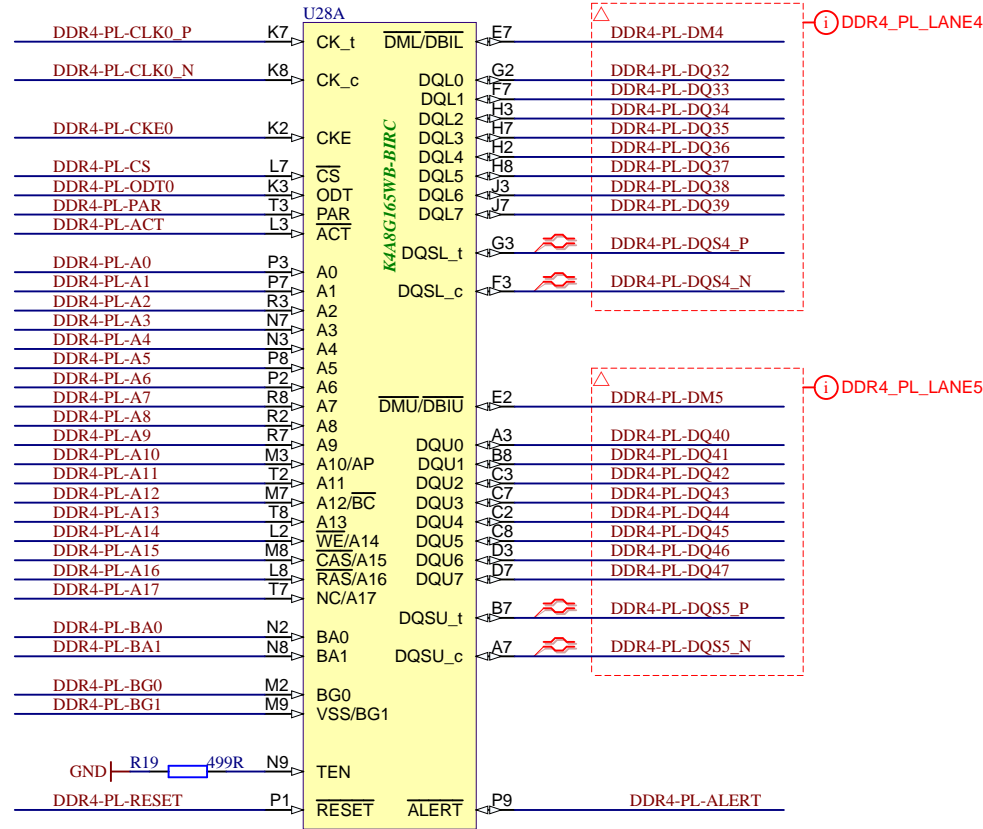 U28A
DDR4-PL-CLK0_P K7 CK_t DML/DBIL E7 DDR4-PL-DM4 i DDR4_PL_LANE4
DDR4-PL-CLK0_N K8 CK_c DQL0 G2 DDR4-PL-DQ32
DQL1 F7 DDR4-PL-DQ33
DQL2 H3 DDR4-PL-DQ34
DDR4-PL-CKE0 K2 CKE DQL3 H7 DDR4-PL-DQ35
DQL4 H2 DDR4-PL-DQ36
DDR4-PL-CS L7 CS DQL5 H8 DDR4-PL-DQ37
DDR4-PL-ODT0 K3 ODT DQL6 J3 DDR4-PL-DQ38
DDR4-PL-PAR T3 PAR DQL7 J7 DDR4-PL-DQ39
DDR4-PL-ACT L3 ACT
K4A8G165WB-BIRC
DQSL_t G3 DDR4-PL-DQS4_P
DDR4-PL-A0 P3 A0
DDR4-PL-A1 P7 A1 DQSL_c F3 DDR4-PL-DQS4_N
DDR4-PL-A2 R3 A2
DDR4-PL-A3 N7 A3
DDR4-PL-A4 N3 A4
DDR4-PL-A5 P8 A5
DDR4-PL-A6 P2 A6 i DDR4_PL_LANE5
DDR4-PL-A7 R8 A7 DMU/DBIU E2 DDR4-PL-DM5
DDR4-PL-A8 R2 A8
DDR4-PL-A9 R7 A9 DQU0 A3 DDR4-PL-DQ40
DDR4-PL-A10 M3 A10/AP DQU1 B8 DDR4-PL-DQ41
DDR4-PL-A11 T2 A11 DQU2 C3 DDR4-PL-DQ42
DDR4-PL-A12 M7 A12/BC DQU3 C7 DDR4-PL-DQ43
DDR4-PL-A13 T8 A13 DQU4 C2 DDR4-PL-DQ44
DDR4-PL-A14 L2 WE/A14 DQU5 C8 DDR4-PL-DQ45
DDR4-PL-A15 M8 CAS/A15 DQU6 D3 DDR4-PL-DQ46
DDR4-PL-A16 L8 RAS/A16 DQU7 D7 DDR4-PL-DQ47
DDR4-PL-A17 T7 NC/A17
DQSU_t B7 DDR4-PL-DQS5_P
DDR4-PL-BA0 N2 BA0
DDR4-PL-BA1 N8 BA1 DQSU_c A7 DDR4-PL-DQS5_N
DDR4-PL-BG0 M2 BG0
DDR4-PL-BG1 M9 VSS/BG1
GND R19 499R N9 TEN
DDR4-PL-RESET P1 RESET ALERT P9 DDR4-PL-ALERT